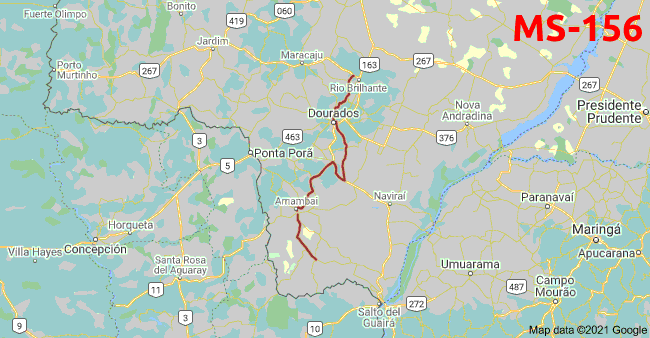 MS-156
Fuerte Olimpo
Bonito
060
419
Jardim
Maracaju
163
267
Porto
Murtinho
267
Rio Brilhante
267
267
Nova
Andradina
Presidente
Prudente
Dourados
3
463
376
5
Ponta Porã
Amambai
Naviraí
Paranavaí
Horqueta
Maringá
Villa Hayes
Concepción
Apucarana
Santa Rosa
del Aguaray
3
Umuarama
487
Campo
Mourão
11
Salto del
Guairá
272
9
10
Map data ©2021 Google